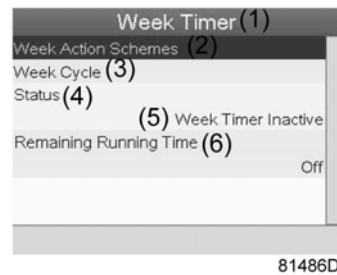 Week Timer (1)
Week Action Schemes (2)
Week Cycle (3)
Status (4)
(5) Week Timer Inactive
Remaining Running Time (6)
Off
81486D